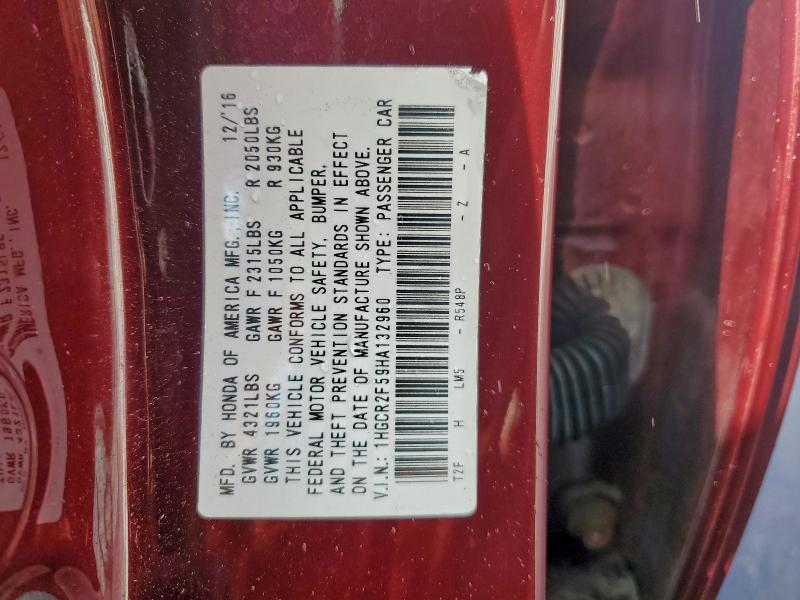 MFD. BY HONDA OF AMERICA MFG., INC. 12/'16
GVWR 4321LBS GAWR F 2315LBS R 2050LBS
GVWR 1960KG GAWR F 1050KG R 930KG
THIS VEHICLE CONFORMS TO ALL APPLICABLE
FEDERAL MOTOR VEHICLE SAFETY, BUMPER,
AND THEFT PREVENTION STANDARDS IN EFFECT
ON THE DATE OF MANUFACTURE SHOWN ABOVE.
V.I.N.: 1HGCR2F59HA132960 TYPE: PASSENGER CAR
T2F H LM5 - R548P - Z - A